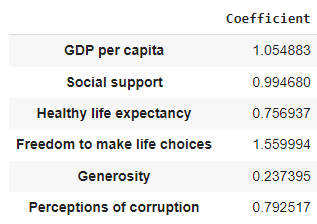 Coefficient
GDP per capita 1.054883
Social support 0.994680
Healthy life expectancy 0.756937
Freedom to make life choices 1.559994
Generosity 0.237395
Perceptions of corruption 0.792517